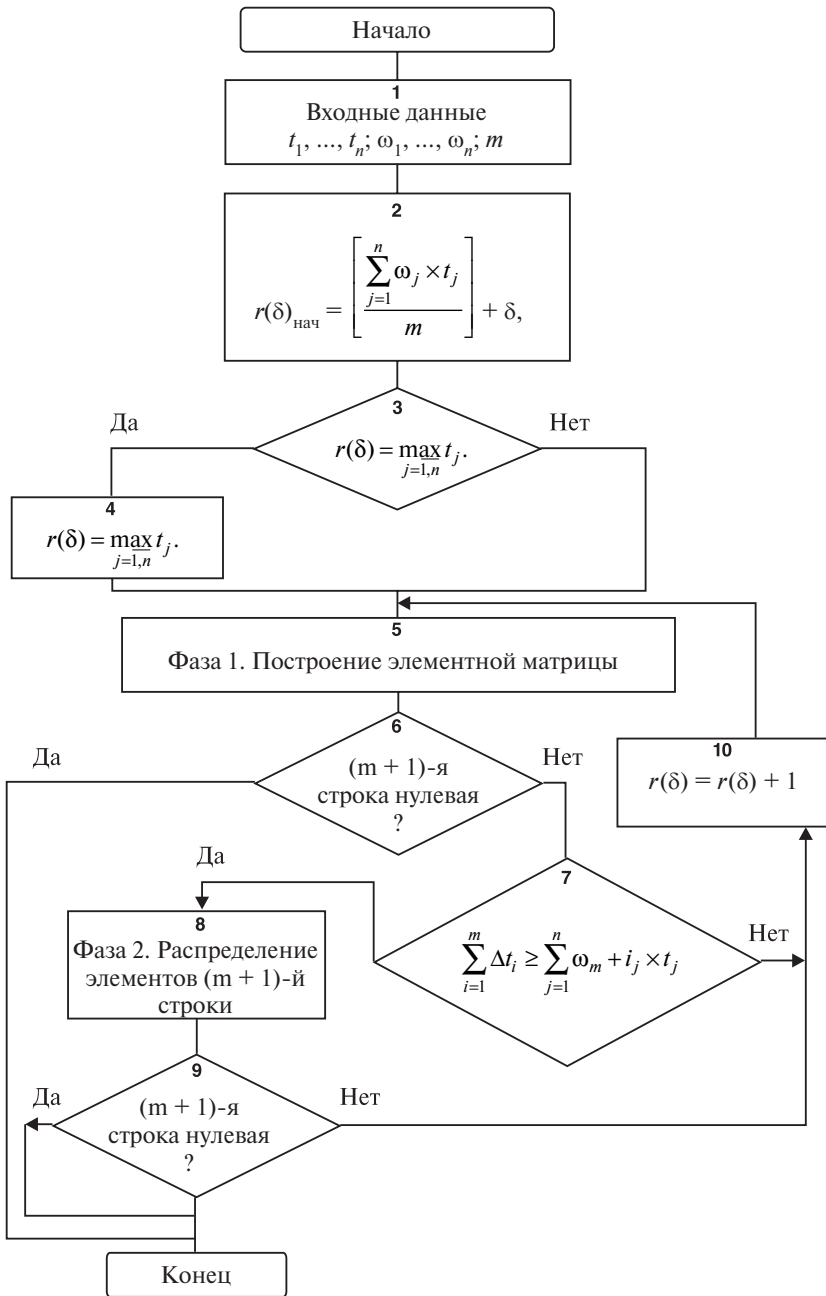 Начало
1
Входные данные
t₁, ..., tₙ; ω₁, ..., ωₙ; m
2
r(δ)нач = [∑ⁿⱼ₌₁ ωⱼ × tⱼ / m] + δ,
3
Да
Нет
r(δ) = max tⱼ.
j=1,n
4
r(δ) = max tⱼ.
j=1,n
5
Фаза 1. Построение элементной матрицы
6
Да
Нет
(m + 1)-я
строка нулевая
?
10
r(δ) = r(δ) + 1
Да
7
∑ᵐᵢ₌₁ Δtᵢ ≥ ∑ⁿⱼ₌₁ ωₘ + iⱼ × tⱼ
Нет
8
Фаза 2. Распределение
элементов (m + 1)-й
строки
9
Да
Нет
(m + 1)-я
строка нулевая
?
Конец